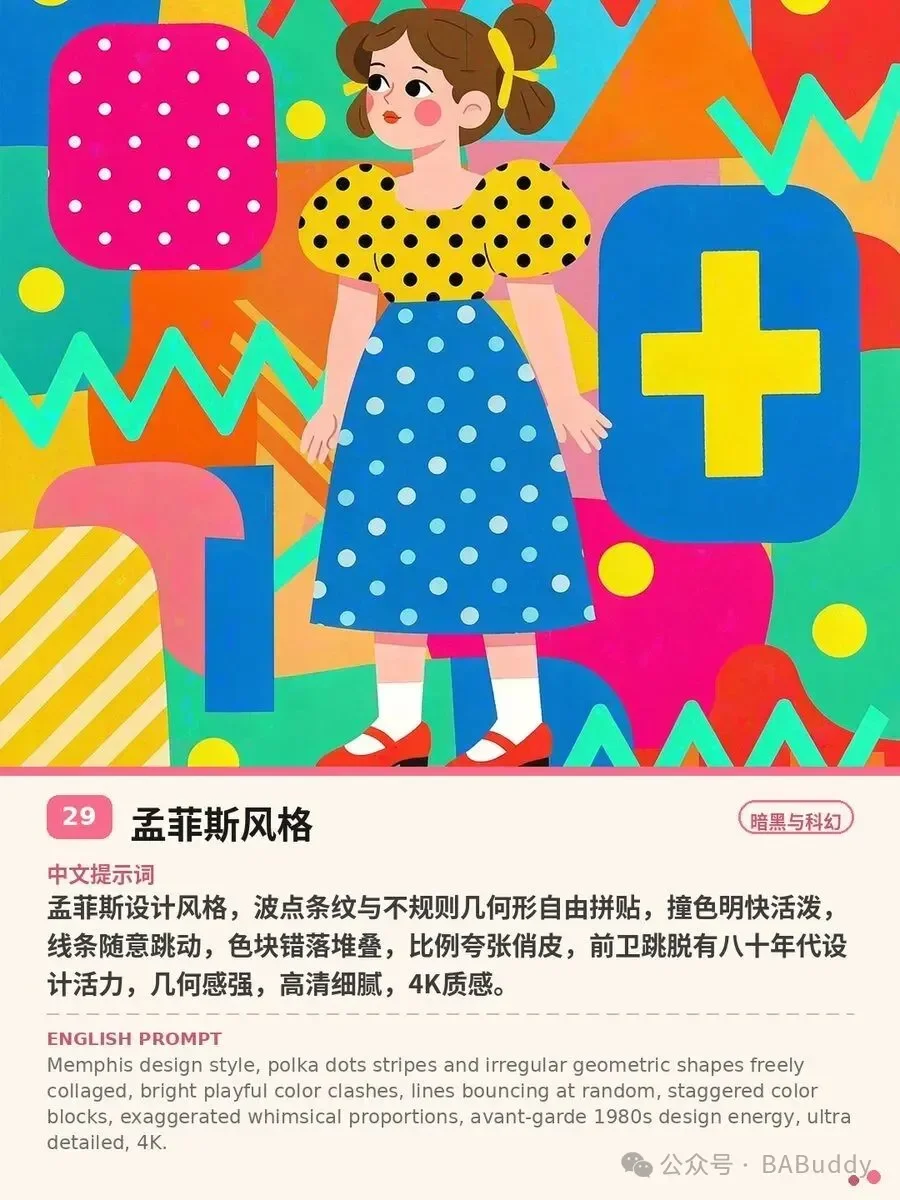 29
孟菲斯风格
暗黑与科幻
中文提示词
孟菲斯设计风格，波点条纹与不规则几何形自由拼贴，撞色明快活泼，
线条随意跳动，色块错落堆叠，比例夸张俏皮，前卫跳脱有八十年代设
计活力，几何感强，高清细腻，4K质感。
ENGLISH PROMPT
Memphis design style, polka dots stripes and irregular geometric shapes freely
collaged, bright playful color clashes, lines bouncing at random, staggered color
blocks, exaggerated whimsical proportions, avant-garde 1980s design energy, ultra
detailed, 4K.
公众号 · BABuddy